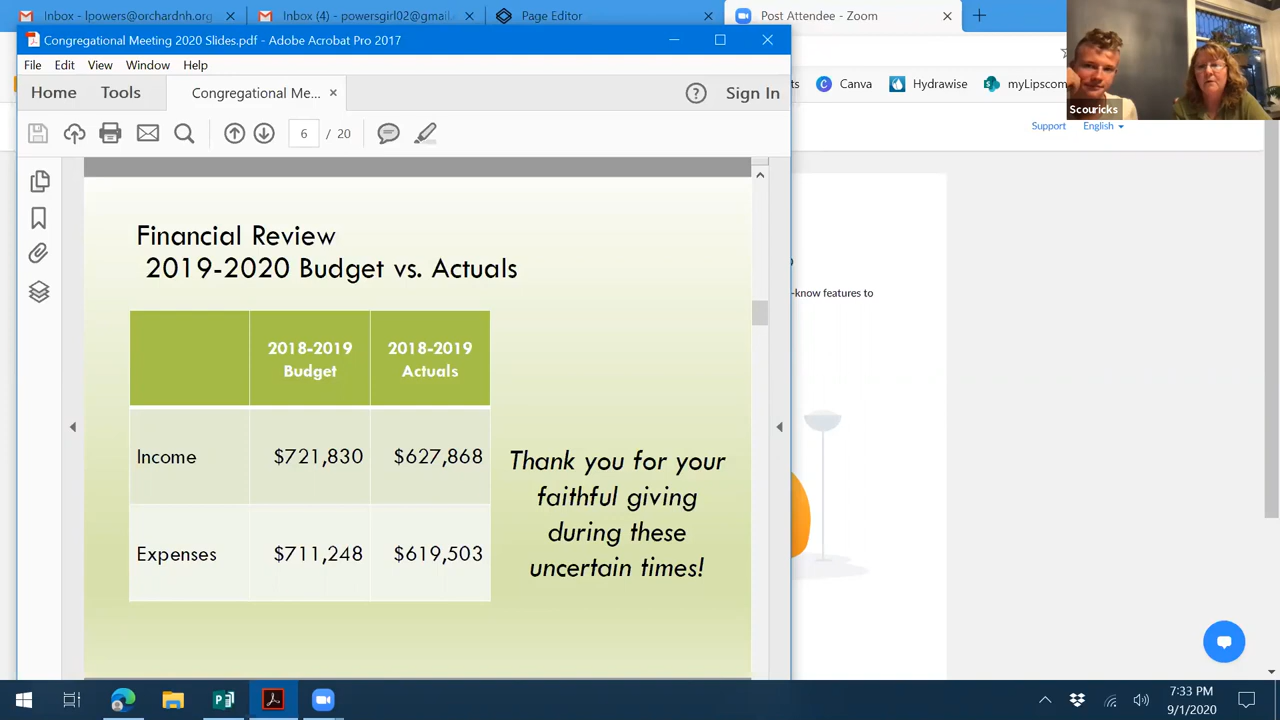 Inbox - lpowers@orchardnh.org
Inbox (4) - lpowersgirl02@gmail.
Page Editor
Post Attendee - Zoom
Congregational Meeting 2020 Slides.pdf - Adobe Acrobat Pro 2017
File Edit View Window Help
Home Tools Congregational Me... Sign In
6 / 20
ts Canva Hydrawise myLipscom
Scouricks
Support English
-know features to
Financial Review
2019-2020 Budget vs. Actuals
2018-2019 Budget
2018-2019 Actuals
Income $721,830 $627,868
Expenses $711,248 $619,503
Thank you for your
faithful giving
during these
uncertain times!
7:33 PM
9/1/2020